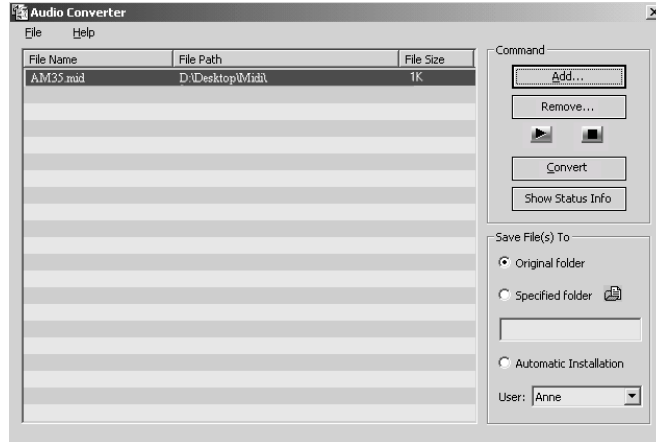 Audio Converter
File Help
File Name File Path File Size
AM35.mid D:\Desktop\Midi\ 1K
Command
Add...
Remove...
Convert
Show Status Info
Save File(s) To
Original folder
Specified folder
Automatic Installation
User: Anne